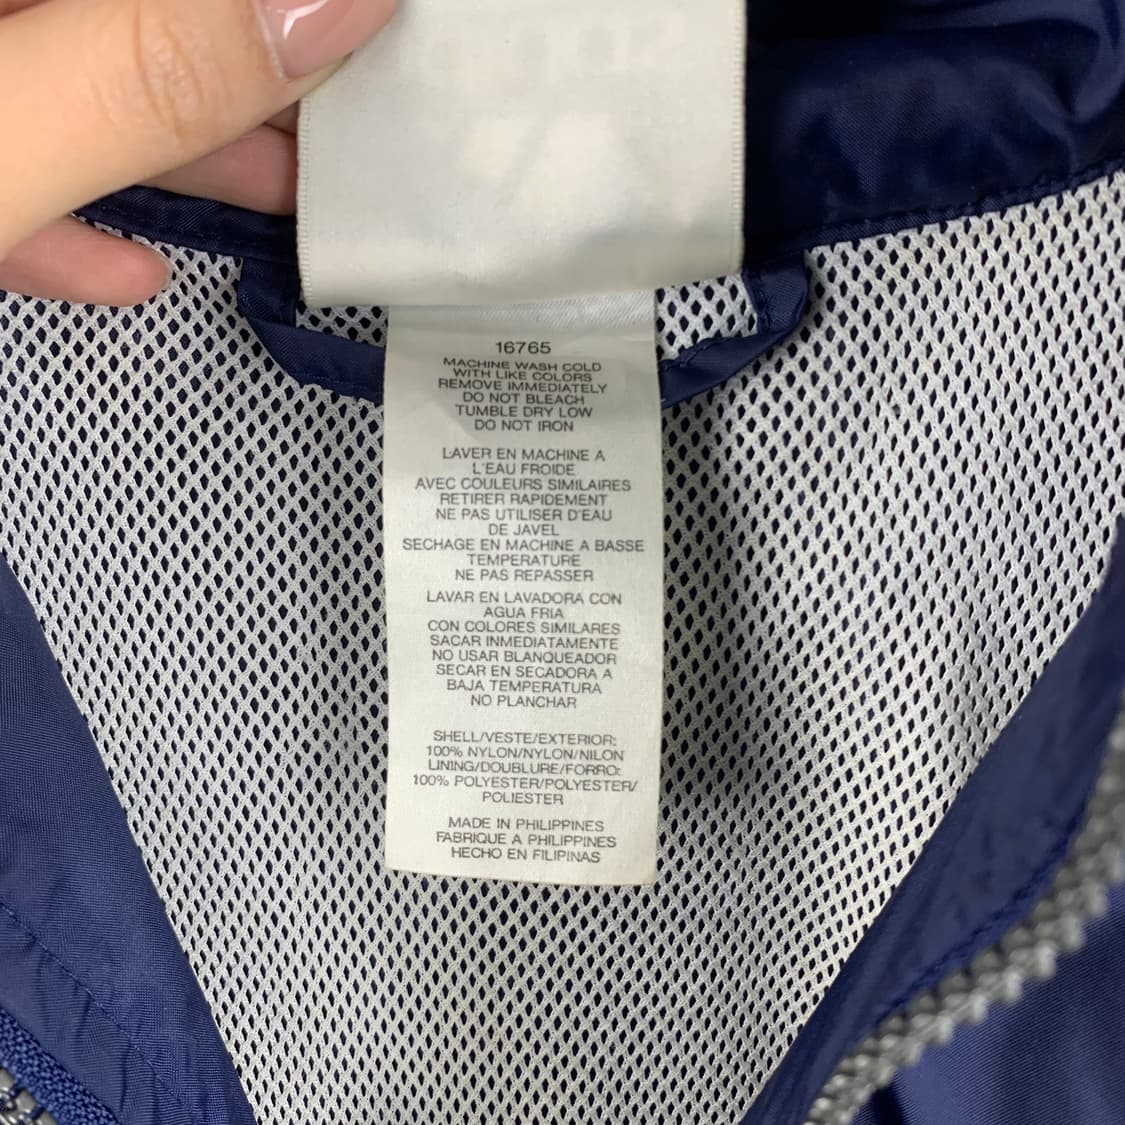 16765
MACHINE WASH COLD
WITH LIKE COLORS
REMOVE IMMEDIATELY
DO NOT BLEACH
TUMBLE DRY LOW
DO NOT IRON
LAVER EN MACHINE A
L'EAU FROIDE
AVEC COULEURS SIMILAIRES
RETIRER RAPIDEMENT
NE PAS UTILISER D'EAU
DE JAVEL
SECHAGE EN MACHINE A BASSE
TEMPERATURE
NE PAS REPASSER
LAVAR EN LAVADORA CON
AGUA FRIA
CON COLORES SIMILARES
SACAR INMEDIATAMENTE
NO USAR BLANQUEADOR
SECAR EN SECADORA A
BAJA TEMPERATURA
NO PLANCHAR
SHELL/VESTE/EXTERIOR:
100% NYLON/NYLON/NILON
LINING/DOUBLURE/FORRO:
100% POLYESTER/POLYESTER/
POLIESTER
MADE IN PHILIPPINES
FABRIQUE A PHILIPPINES
HECHO EN FILIPINAS